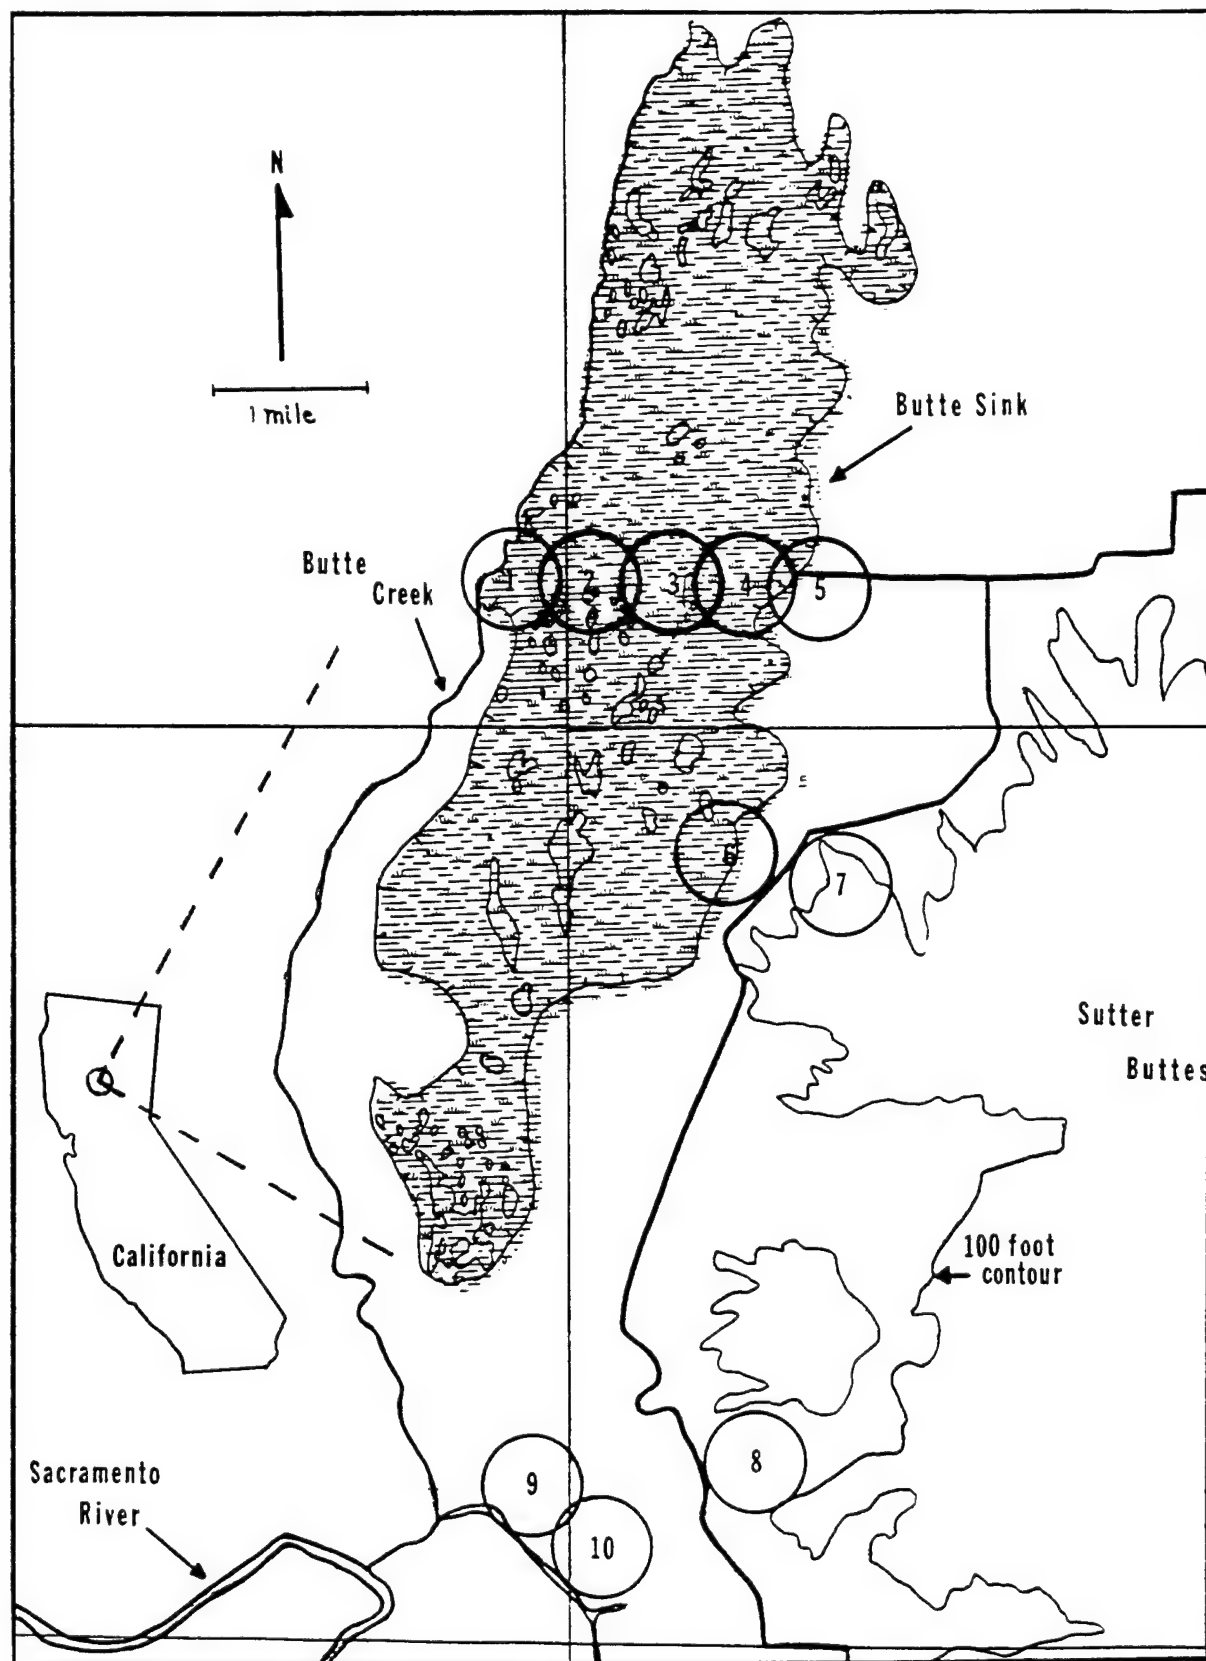 N
1 mile
Butte Sink
Butte
Creek
1
2
3
4
5
6
7
Sutter
Buttes
100 foot
contour
California
Sacramento
River
8
9
10